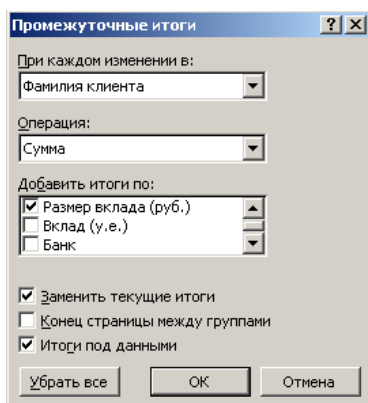 Промежуточные итоги
При каждом изменении в:
Фамилия клиента
Операция:
Сумма
Добавить итоги по:
Размер вклада (руб.)
Вклад (у.е.)
Банк
Заменить текущие итоги
Конец страницы между группами
Итоги под данными
Убрать все ОК Отмена